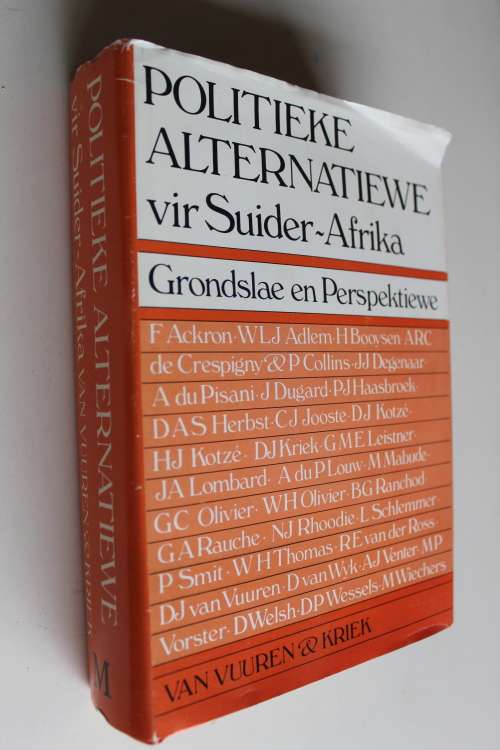 POLITIEKE
ALTERNATIEWE
vir Suider-Afrika
Grondslae en Perspektiewe
F Ackron · WLJ Adlem · H Booysen · ARC
de Crespigny & P Collins · JJ Degenaar ·
A du Pisani · J Dugard · PJ Haasbroek ·
DAS Herbst · CJ Jooste · DJ Kotzé ·
HJ Kotzé · DJ Kriek · GME Leistner ·
JA Lombard · A du P Louw · M Mabude ·
GC Olivier · WH Olivier · BG Ranchod ·
GA Rauche · NJ Rhoodie · L Schlemmer ·
P Smit · WH Thomas · RE van der Ross ·
DJ van Vuuren · D van Wyk · AJ Venter · MP
Vorster · D Welsh · DP Wessels · M Wiechers
VAN VUUREN & KRIEK
POLITIEKE ALTERNATIEWE
vir Suider-Afrika VAN VUUREN & KRIEK
M